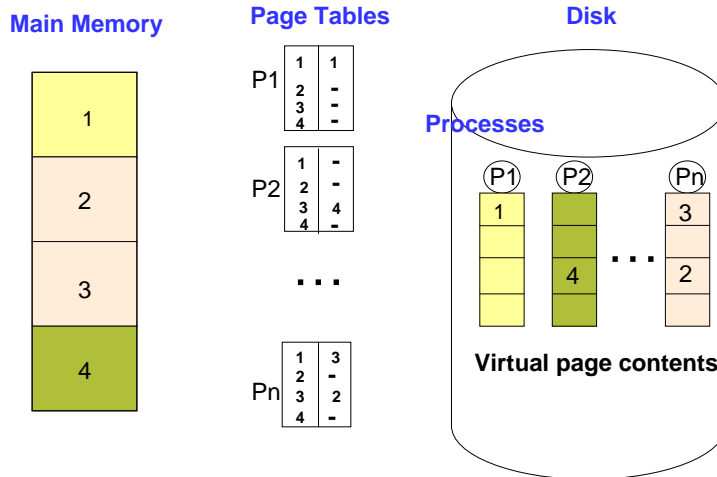 Main Memory
Page Tables
Disk
1
2
3
4
P1
1 1
2 -
3 -
4 -
P2
1 -
2 -
3 4
4 -
...
Pn
1 3
2 -
3 2
4 -
Processes
P1 P2 Pn
1 3
4 ... 2
Virtual page contents